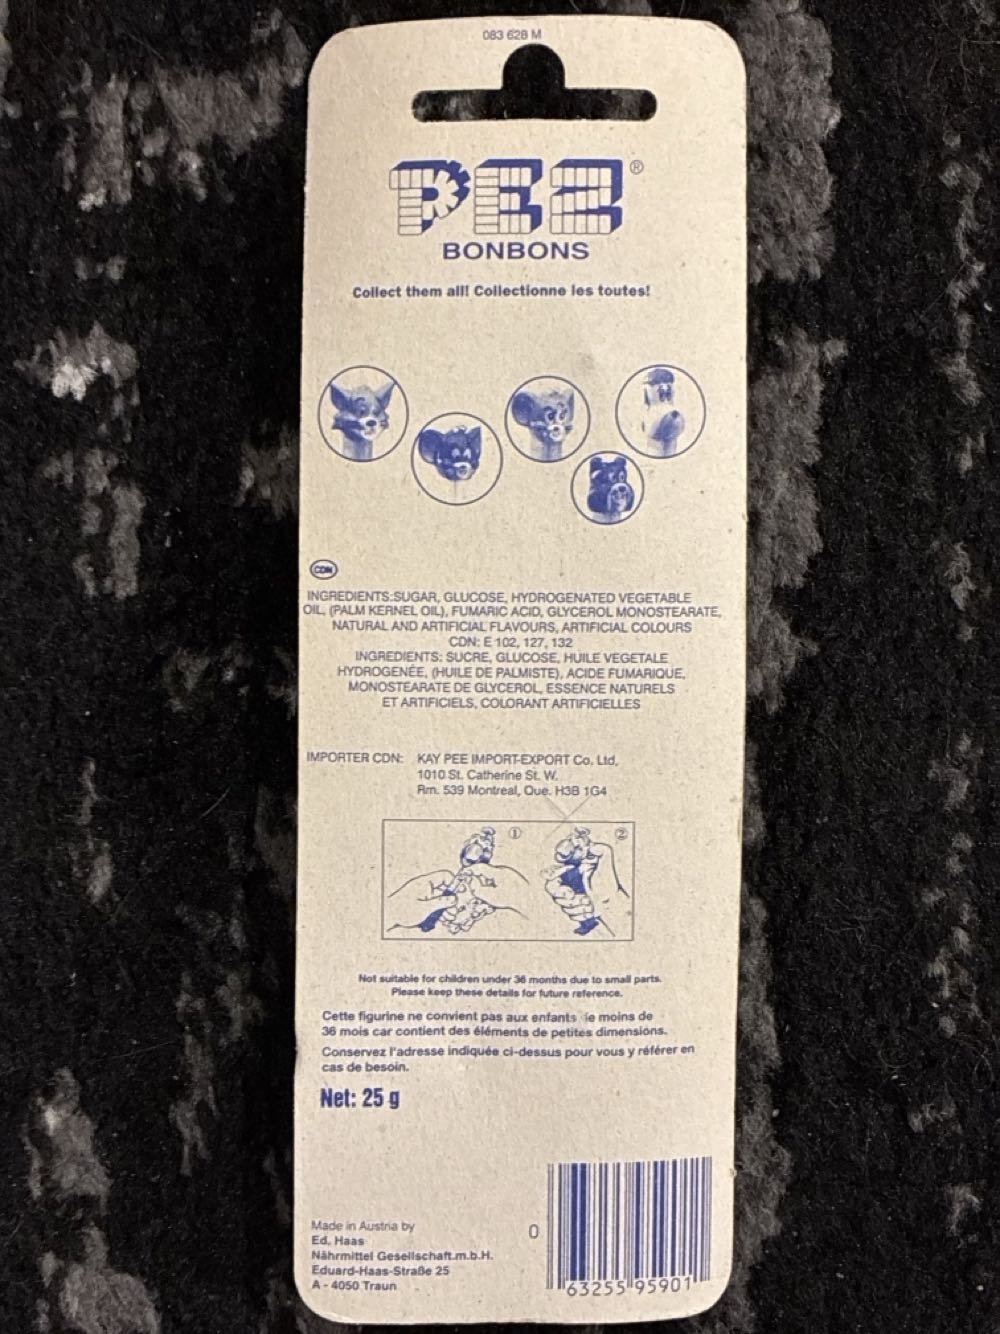 083 628 M
PEZ®
BONBONS
Collect them all! Collectionne les toutes!
CDN
INGREDIENTS:SUGAR, GLUCOSE, HYDROGENATED VEGETABLE
OIL, (PALM KERNEL OIL), FUMARIC ACID, GLYCEROL MONOSTEARATE,
NATURAL AND ARTIFICIAL FLAVOURS, ARTIFICIAL COLOURS
CDN: E 102, 127, 132
INGREDIENTS: SUCRE, GLUCOSE, HUILE VEGETALE
HYDROGENÉE, (HUILE DE PALMISTE), ACIDE FUMARIQUE,
MONOSTEARATE DE GLYCEROL, ESSENCE NATURELS
ET ARTIFICIELS, COLORANT ARTIFICIELLES
IMPORTER CDN: KAY PEE IMPORT-EXPORT Co. Ltd.
1010 St. Catherine St. W.
Rm. 539 Montreal, Que. H3B 1G4
1 2
Not suitable for children under 36 months due to small parts.
Please keep these details for future reference.
Cette figurine ne convient pas aux enfants de moins de
36 mois car contient des éléments de petites dimensions.
Conservez l'adresse indiquée ci-dessus pour vous y référer en
cas de besoin.
Net: 25 g
Made in Austria by
Ed. Haas
Nährmittel Gesellschaft.m.b.H.
Eduard-Haas-Straße 25
A - 4050 Traun
0 63255 95901